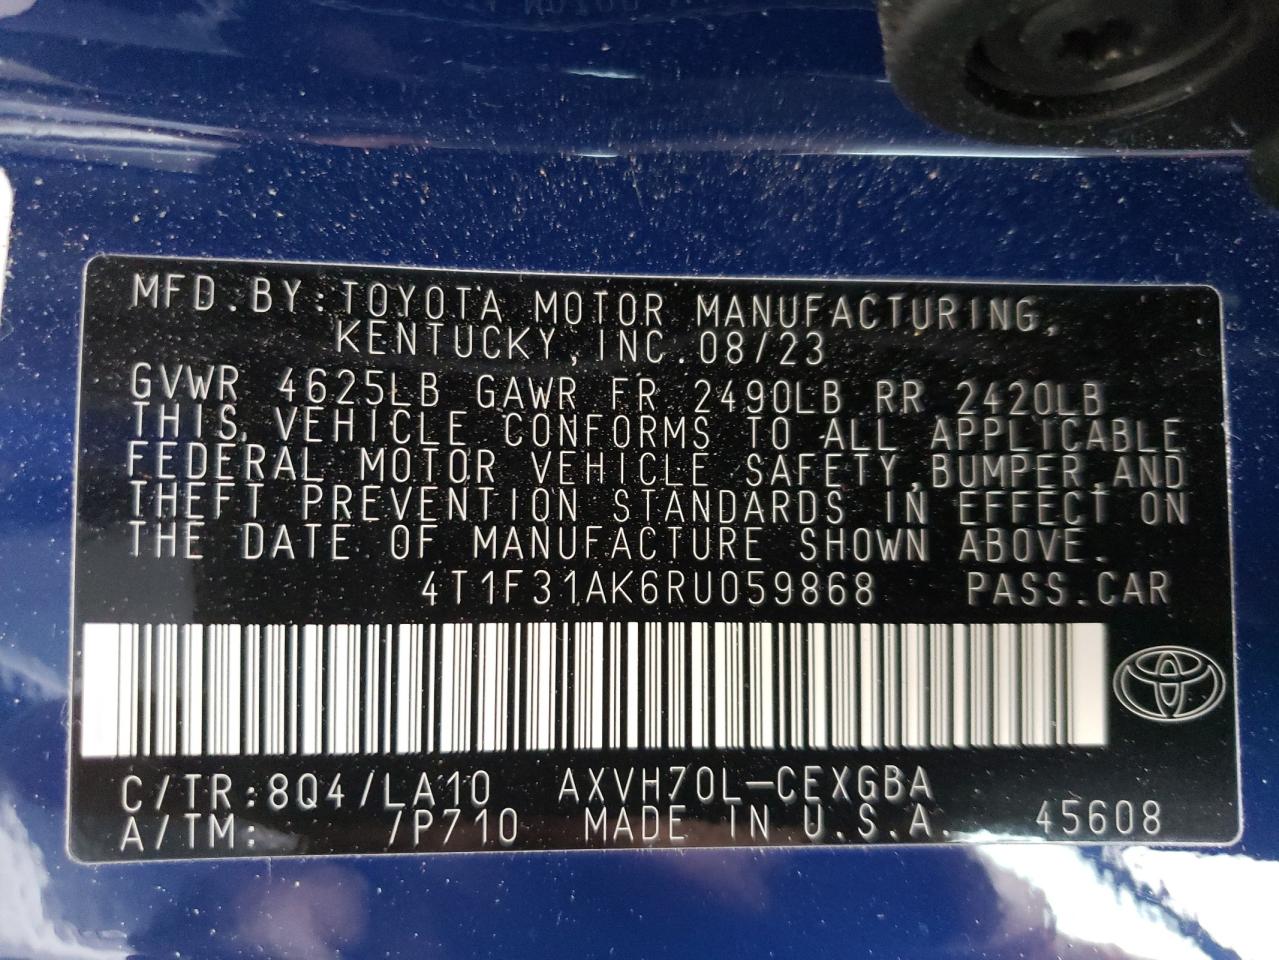 MFD.BY:TOYOTA MOTOR MANUFACTURING,
KENTUCKY,INC.08/23
GVWR 4625LB GAWR FR 2490LB RR 2420LB
THIS VEHICLE CONFORMS TO ALL APPLICABLE
FEDERAL MOTOR VEHICLE SAFETY,BUMPER,AND
THEFT PREVENTION STANDARDS IN EFFECT ON
THE DATE OF MANUFACTURE SHOWN ABOVE.
4T1F31AK6RU059868 PASS.CAR
C/TR:8Q4/LA10 AXVH70L-CEXGBA
A/TM: /P710 MADE IN U.S.A. 45608